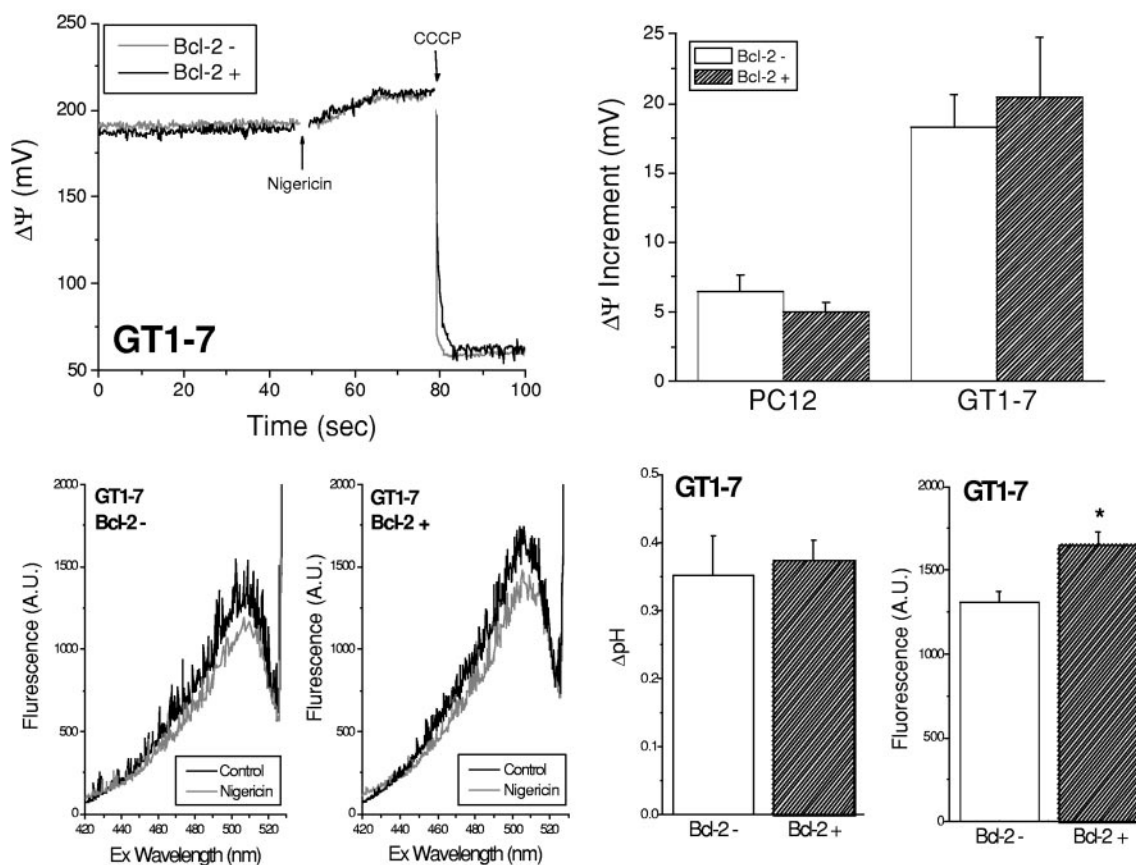 250
200
150
100
50
ΔΨ (mV)
Bcl-2 -
Bcl-2 +
CCCP
Nigericin
GT1-7
0 20 40 60 80 100
Time (sec)
25
20
15
10
5
0
ΔΨ Increment (mV)
Bcl-2 -
Bcl-2 +
PC12 GT1-7
2000
1500
1000
500
0
Flurescence (A.U.)
GT1-7
Bcl-2 -
Control
Nigericin
420 440 460 480 500 520
Ex Wavelength (nm)
2000
1500
1000
500
0
Flurescence (A.U.)
GT1-7
Bcl-2 +
Control
Nigericin
420 440 460 480 500 520
Ex Wavelength (nm)
0.5
0.4
0.3
0.2
0.1
0.0
ΔpH
GT1-7
Bcl-2 - Bcl-2 +
2000
1500
1000
500
0
Fluorescence (A.U.)
GT1-7
*
Bcl-2 - Bcl-2 +